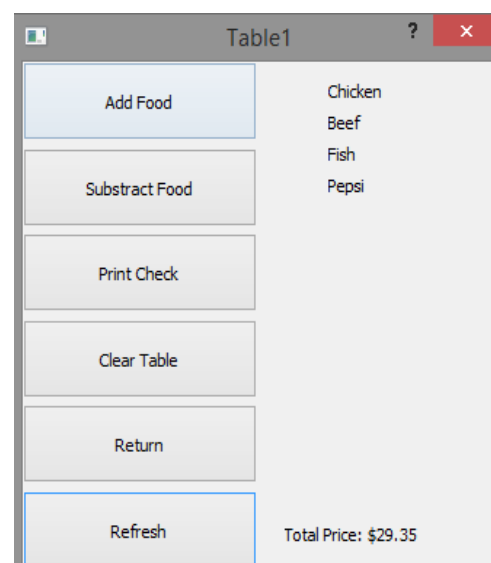 Table1
?
×
Add Food
Substract Food
Print Check
Clear Table
Return
Refresh
Chicken
Beef
Fish
Pepsi
Total Price: $29.35